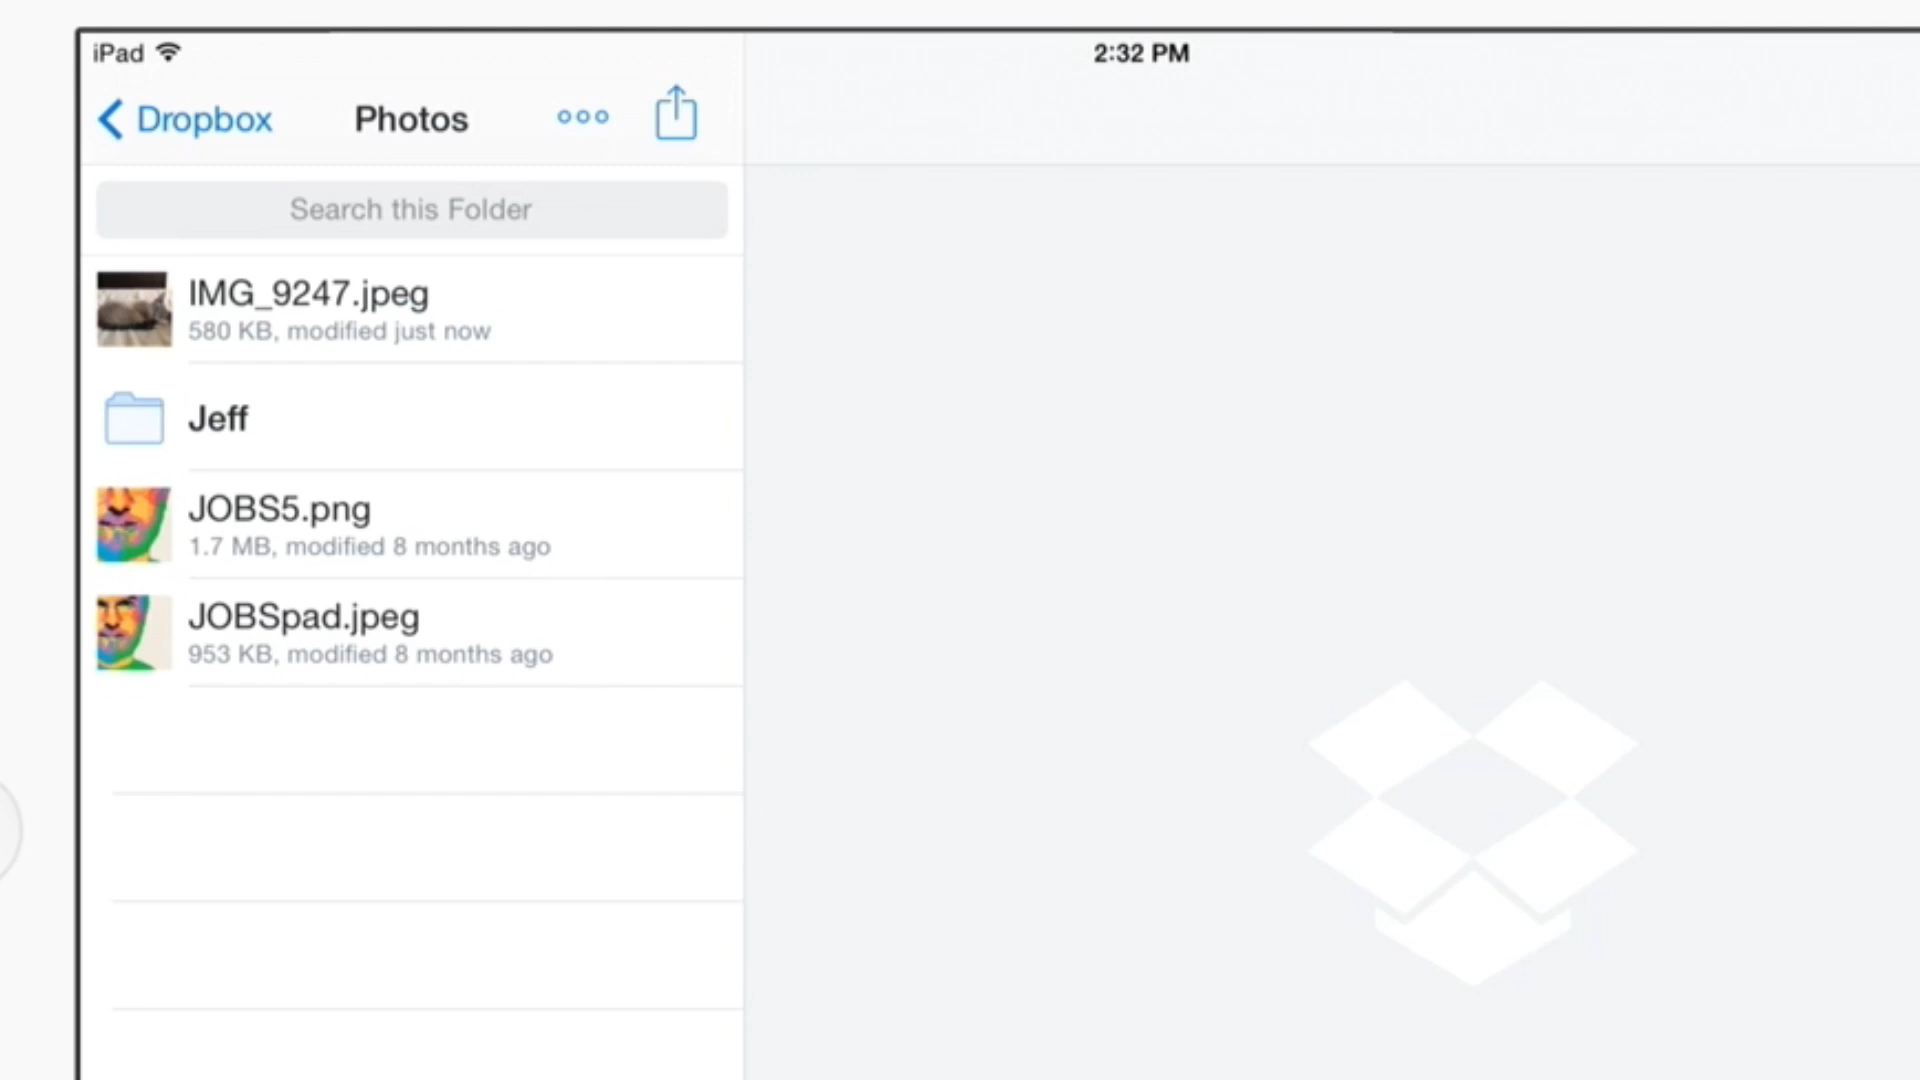 iPad
2:32 PM
Dropbox
Photos
Search this Folder
IMG_9247.jpeg
580 KB, modified just now
Jeff
JOBS5.png
1.7 MB, modified 8 months ago
JOBSpad.jpeg
953 KB, modified 8 months ago